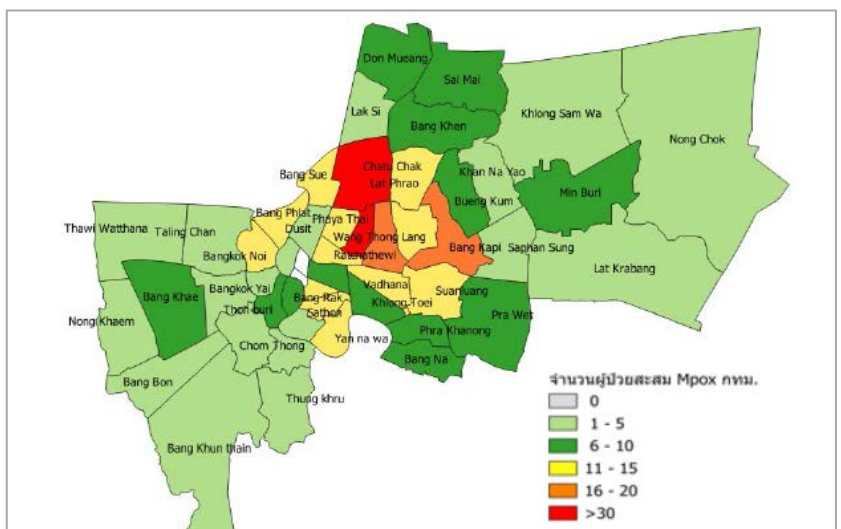 Don Mueang
Sai Mai
Lak Si
Bang Khen
Khlong Sam Wa
Nong Chok
Chatu Chak
Lat Phrao
Bang Sue
Khan Na Yao
Bueng Kum
Min Buri
Bang Phlat
Dusit
Phaya Thai
Wang Thong Lang
Thawi Watthana
Taling Chan
Bangkok Noi
Ratchathewi
Bang Kapi
Saphan Sung
Lat Krabang
Bang Khae
Bangkok Yai
Vadhana
Suanluang
Bang Rak
Khlong Toei
Pra Wet
Thon buri
Sathon
Nong Khaem
Phra Khanong
Yan na wa
Chom Thong
Bang Na
Bang Bon
Thung khru
Bang Khun thain
จำนวนผู้ป่วยสะสม Mpox กทม.
0
1 - 5
6 - 10
11 - 15
16 - 20
>30